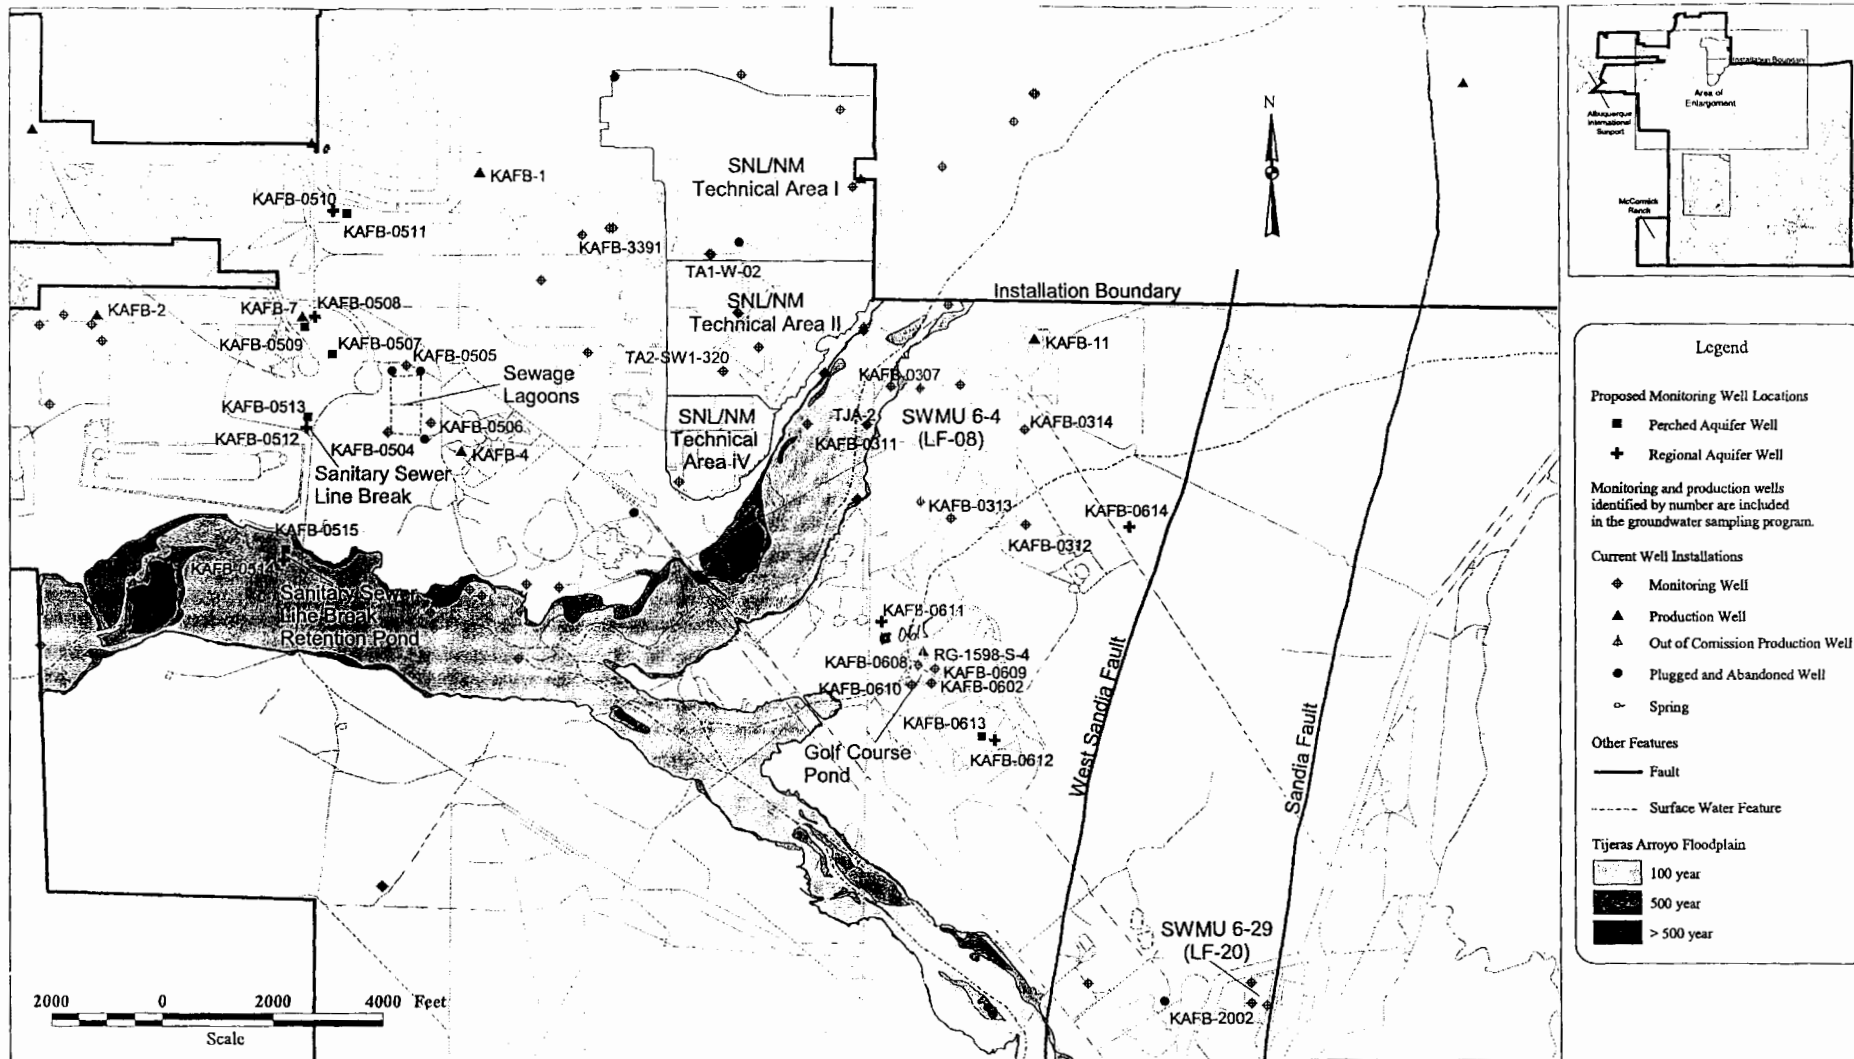 SNL/NM
Technical Area I
KAFB-1
KAFB-0510
KAFB-0511
KAFB-3391
TA1-W-02
SNL/NM
Technical Area II
Installation Boundary
KAFB-2
KAFB-7
KAFB-0508
KAFB-0509
KAFB-0507
KAFB-0505
Sewage
Lagoons
TA2-SW1-320
KAFB-0307
KAFB-11
KAFB-0513
KAFB-0512
KAFB-0504
KAFB-0506
KAFB-4
SNL/NM
Technical
Area IV
TJA-2
KAFB-0311
SWMU 6-4
(LF-08)
KAFB-0314
Sanitary Sewer
Line Break
KAFB-0313
KAFB-0614
KAFB-0312
KAFB-0515
KAFB-0514
Sanitary Sewer
Line Break
Retention Pond
KAFB-0611
0615
RG-1598-S-4
KAFB-0608
KAFB-0609
KAFB-0610
KAFB-0602
KAFB-0613
KAFB-0612
Golf Course
Pond
West Sandia Fault
Sandia Fault
SWMU 6-29
(LF-20)
KAFB-2002
2000 0 2000 4000 Feet
Scale
N
Installation Boundary
Area of
Enlargement
Albuquerque
International
Sunport
McCormick
Ranch
Legend
Proposed Monitoring Well Locations
Perched Aquifer Well
Regional Aquifer Well
Monitoring and production wells
identified by number are included
in the groundwater sampling program.
Current Well Installations
Monitoring Well
Production Well
Out of Comission Production Well
Plugged and Abandoned Well
Spring
Other Features
Fault
Surface Water Feature
Tijeras Arroyo Floodplain
100 year
500 year
> 500 year